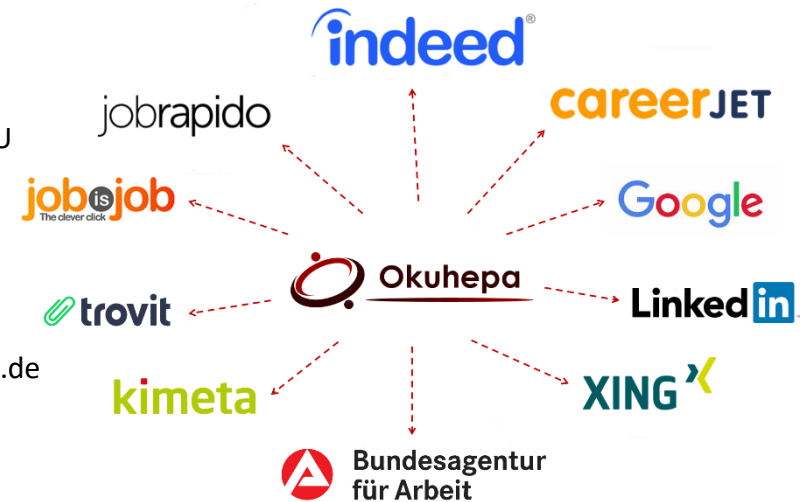 indeed®
careerJET
jobrapido
U
jobisjob
The clever click
Google
Okuhepa
Linkedin
trovit
.de
kimeta
XING
Bundesagentur
für Arbeit